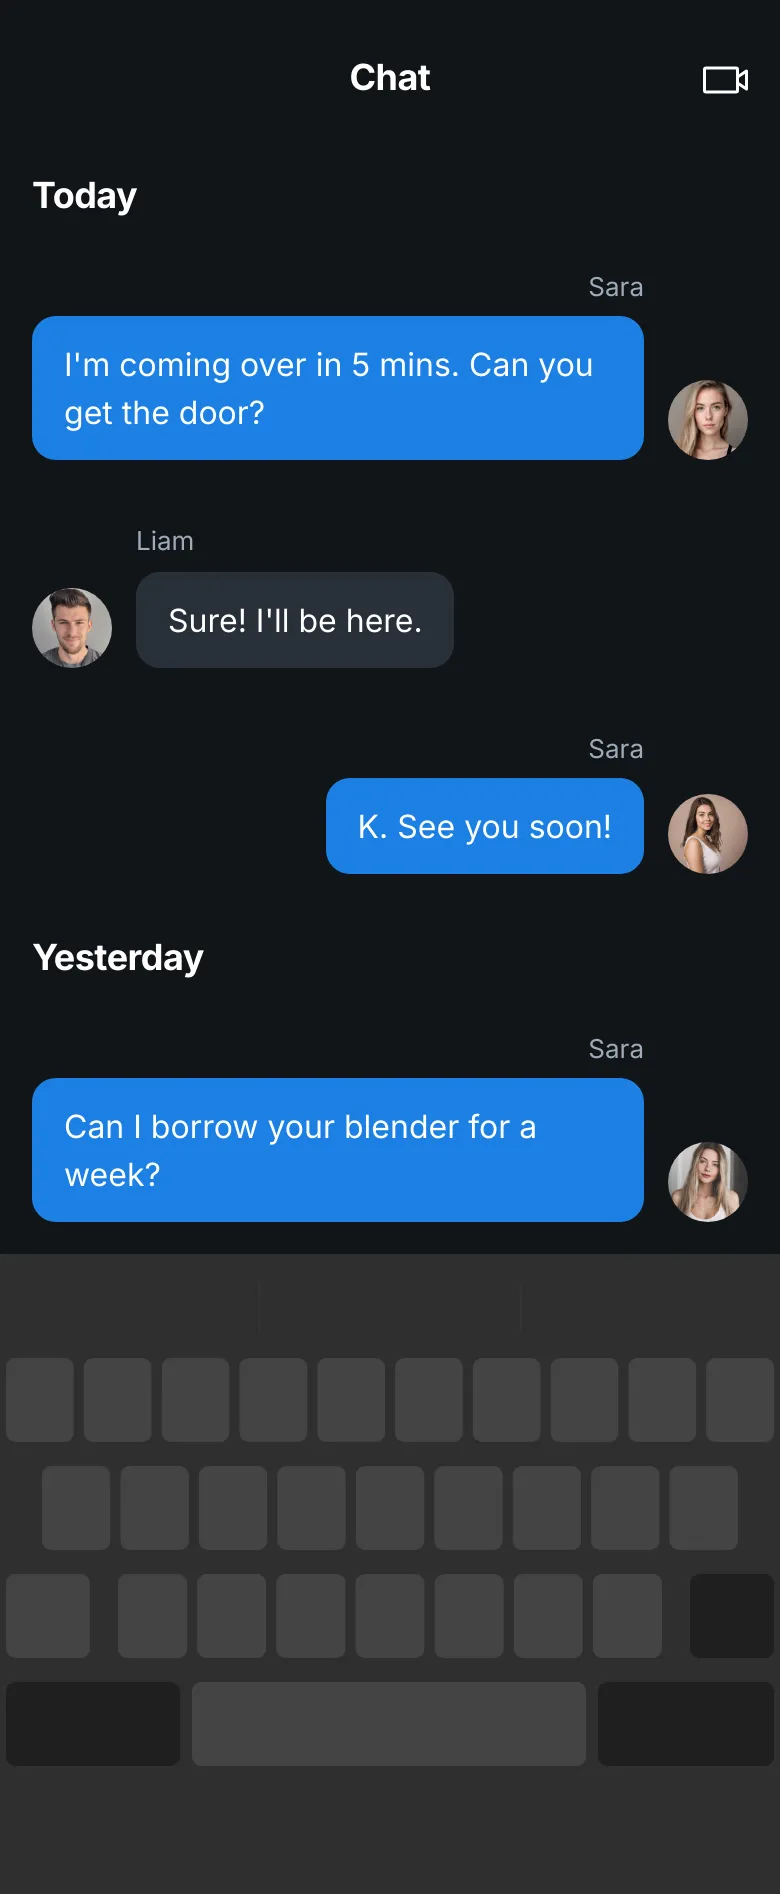 Chat
Today
Sara
I'm coming over in 5 mins. Can you
get the door?
Liam
Sure! I'll be here.
Sara
K. See you soon!
Yesterday
Sara
Can I borrow your blender for a
week?